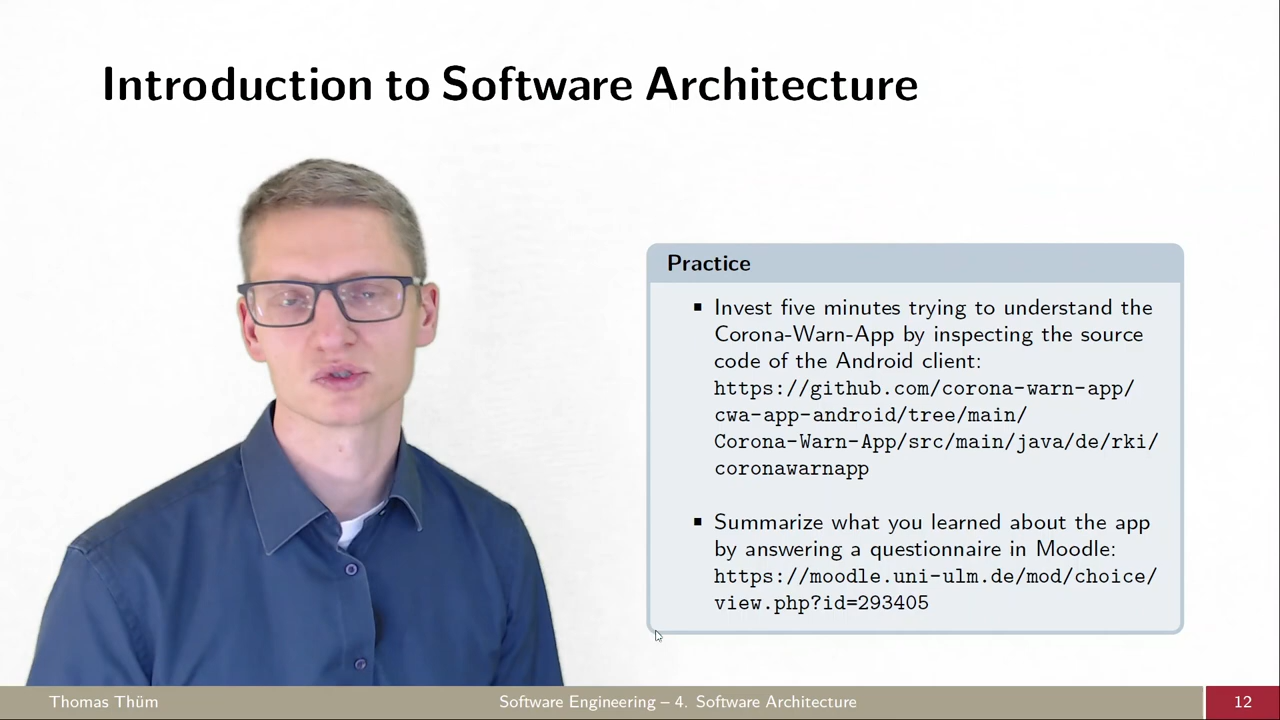 Introduction to Software Architecture
Practice
▪ Invest five minutes trying to understand the
Corona-Warn-App by inspecting the source
code of the Android client:
https://github.com/corona-warn-app/
cwa-app-android/tree/main/
Corona-Warn-App/src/main/java/de/rki/
coronawarnapp
▪ Summarize what you learned about the app
by answering a questionnaire in Moodle:
https://moodle.uni-ulm.de/mod/choice/
view.php?id=293405
Thomas Thüm
Software Engineering – 4. Software Architecture
12